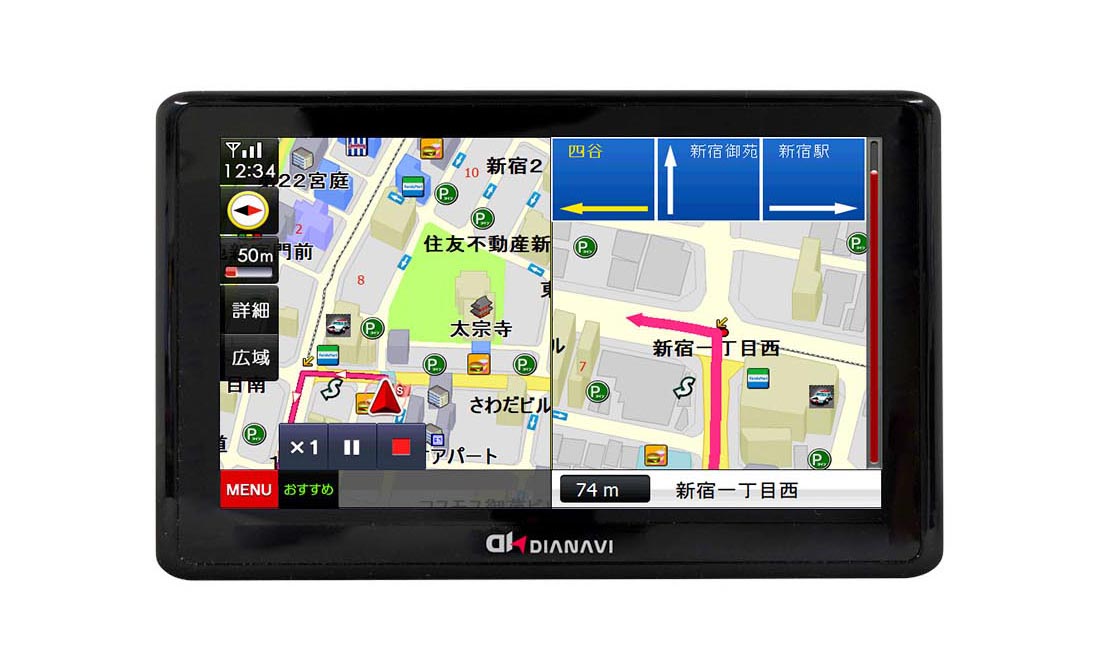 12:34
22宮庭
50m
詳細
広域
MENU
おすすめ
×1
新宿2
10
2
門前
住友不動産新
8
太宗寺
さわだビル
アパート
S
四谷
新宿御苑
新宿駅
新宿一丁目西
7
74 m
新宿一丁目西
DIANAVI